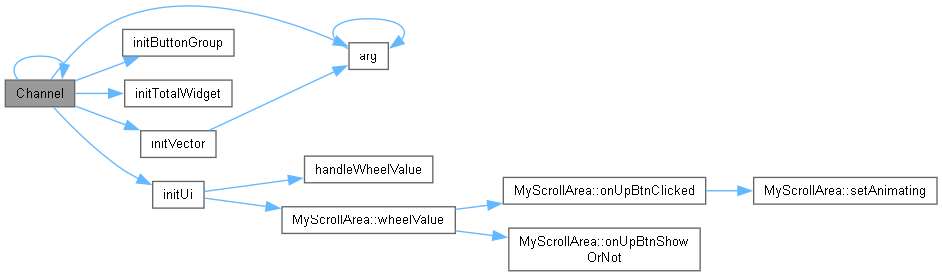 initButtonGroup
arg
Channel
initTotalWidget
initVector
handleWheelValue
initUi
MyScrollArea::onUpBtnClicked
MyScrollArea::setAnimating
MyScrollArea::wheelValue
MyScrollArea::onUpBtnShow
OrNot